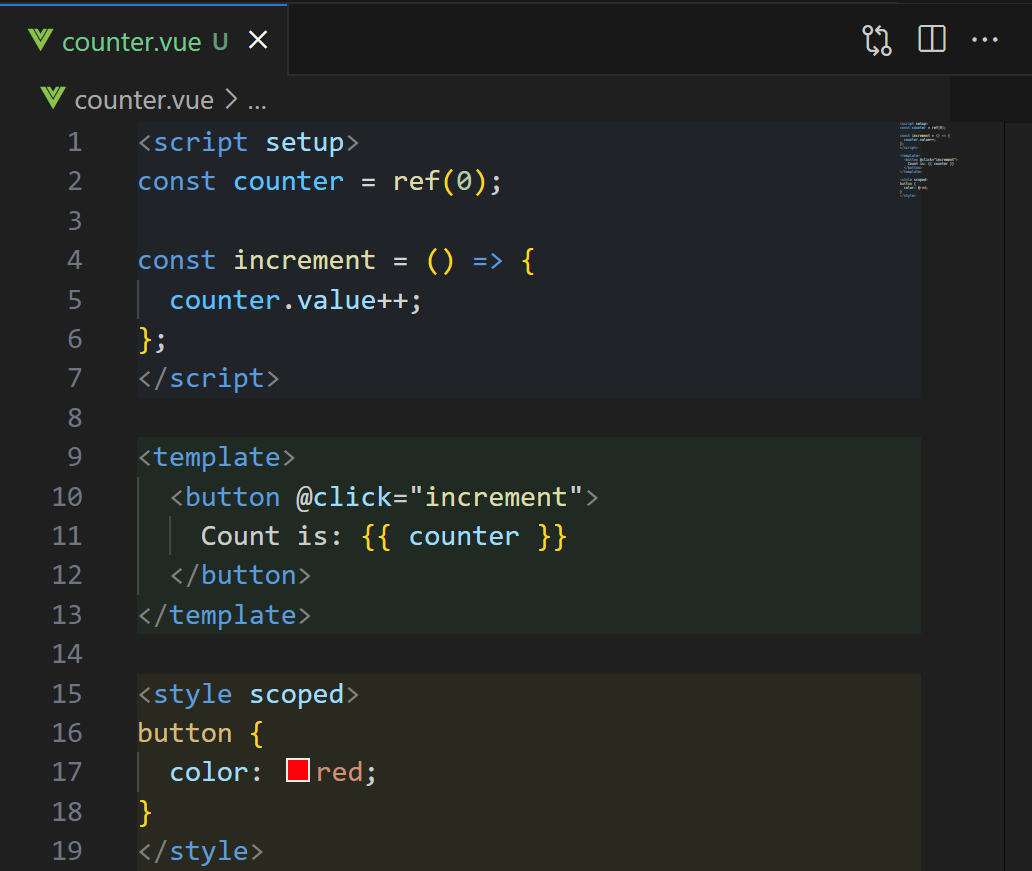 counter.vue U
counter.vue > ...
1 <script setup>
2 const counter = ref(0);
3
4 const increment = () => {
5   counter.value++;
6 };
7 </script>
8
9 <template>
10   <button @click="increment">
11     Count is: {{ counter }}
12   </button>
13 </template>
14
15 <style scoped>
16 button {
17   color: red;
18 }
19 </style>